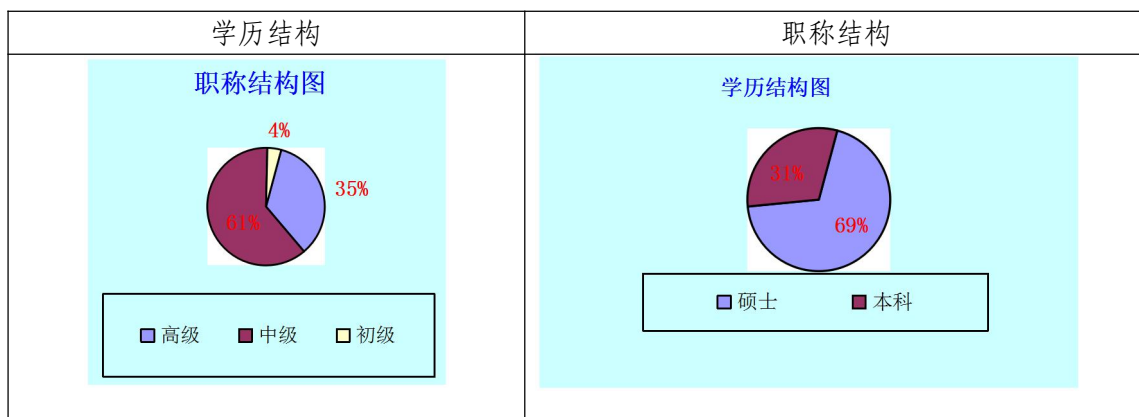 学历结构
职称结构
职称结构图
4%
35%
61%
高级 中级 初级
学历结构图
31%
69%
硕士 本科